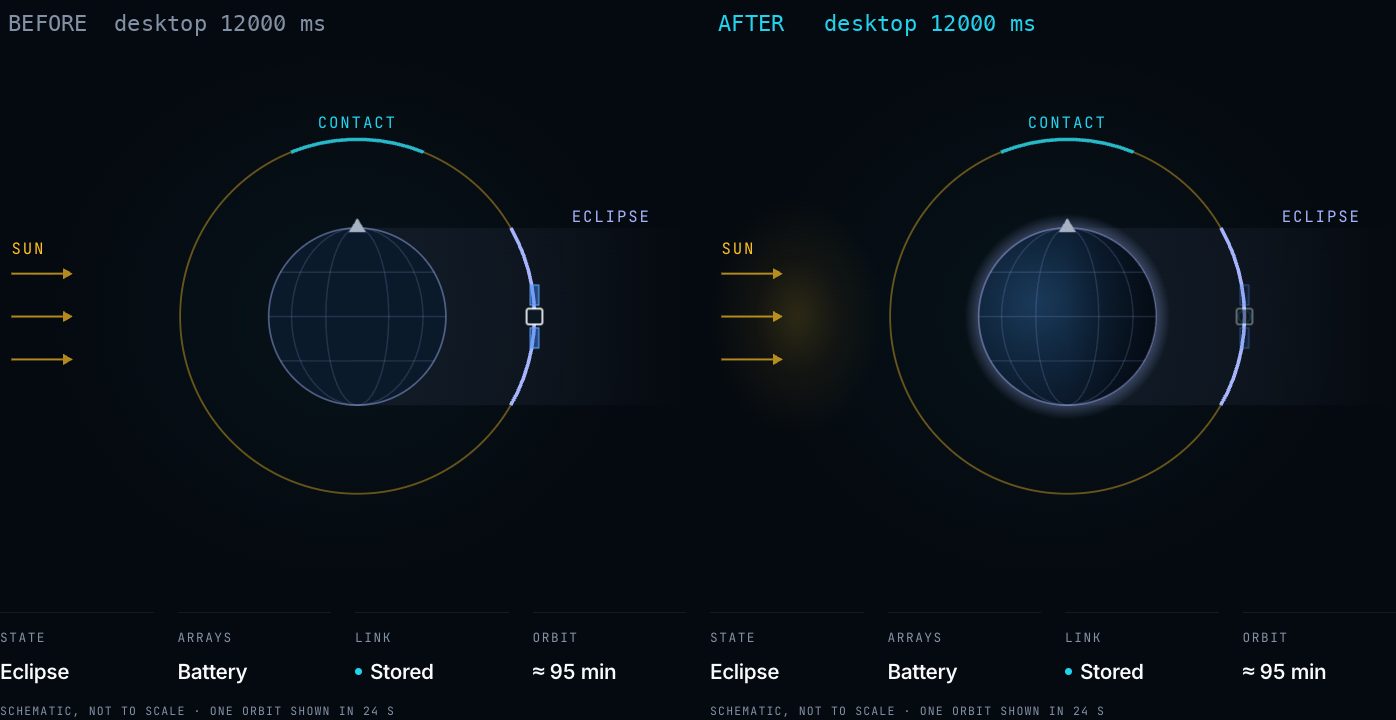 BEFORE desktop 12000 ms
CONTACT
ECLIPSE
SUN
STATE
Eclipse
ARRAYS
Battery
LINK
Stored
ORBIT
≈ 95 min
SCHEMATIC, NOT TO SCALE · ONE ORBIT SHOWN IN 24 S
AFTER desktop 12000 ms
CONTACT
ECLIPSE
SUN
STATE
Eclipse
ARRAYS
Battery
LINK
Stored
ORBIT
≈ 95 min
SCHEMATIC, NOT TO SCALE · ONE ORBIT SHOWN IN 24 S